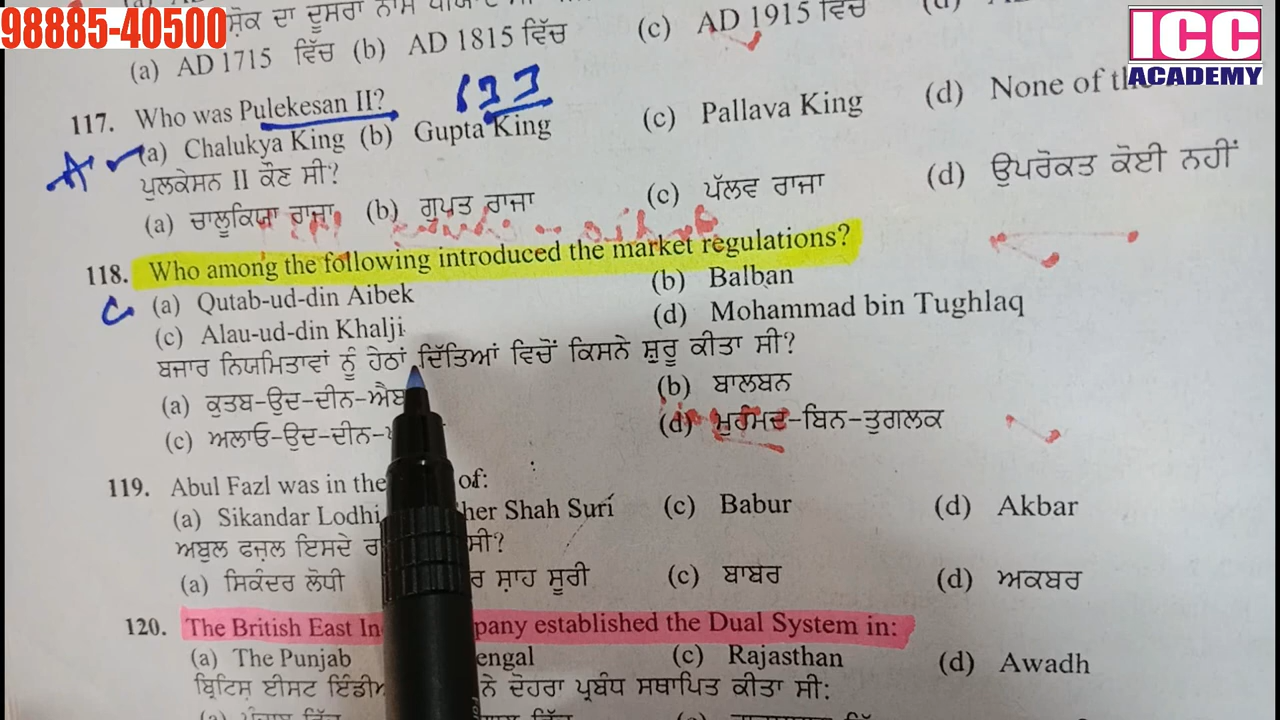 98885-40500
ICC
ACADEMY
ਦਾ ਦੂਸਰਾ ਨਾਮ
(a) AD 1715 ਵਿੱਚ (b) AD 1815 ਵਿੱਚ (c) AD 1915 ਵਿੱਚ (d)
117. Who was Pulekesan II?
(a) Chalukya King (b) Gupta King (c) Pallava King (d) None of the
ਪੁਲਕੇਸਨ II ਕੌਣ ਸੀ?
(a) ਚਾਲੂਕਿਯਾ ਰਾਜਾ (b) ਗੁਪਤ ਰਾਜਾ (c) ਪੱਲਵ ਰਾਜਾ (d) ਉਪਰੋਕਤ ਕੋਈ ਨਹੀਂ
118. Who among the following introduced the market regulations?
(a) Qutab-ud-din Aibek (b) Balban
(c) Alau-ud-din Khalji (d) Mohammad bin Tughlaq
ਬਜਾਰ ਨਿਯਮਿਤਾਵਾਂ ਨੂੰ ਹੇਠਾਂ ਦਿੱਤਿਆਂ ਵਿਚੋਂ ਕਿਸਨੇ ਸ਼ੁਰੂ ਕੀਤਾ ਸੀ?
(a) ਕੁਤਬ-ਉਦ-ਦੀਨ-ਐਬ (b) ਬਾਲਬਨ
(c) ਅਲਾਓ-ਉਦ-ਦੀਨ- (d) ਮੁਹੰਮਦ-ਬਿਨ-ਤੁਗਲਕ
119. Abul Fazl was in the of:
(a) Sikandar Lodhi her Shah Suri (c) Babur (d) Akbar
ਅਬੁਲ ਫਜ਼ਲ ਇਸਦੇ ਸੀ?
(a) ਸਿਕੰਦਰ ਲੋਧੀ ਰ ਸ਼ਾਹ ਸੂਰੀ (c) ਬਾਬਰ (d) ਅਕਬਰ
120. The British East In pany established the Dual System in:
(a) The Punjab engal (c) Rajasthan (d) Awadh
ਬ੍ਰਿਟਿਸ਼ ਈਸਟ ਇੰਡੀਆ ਨੇ ਦੋਹਰਾ ਪ੍ਰਬੰਧ ਸਥਾਪਿਤ ਕੀਤਾ ਸੀ: